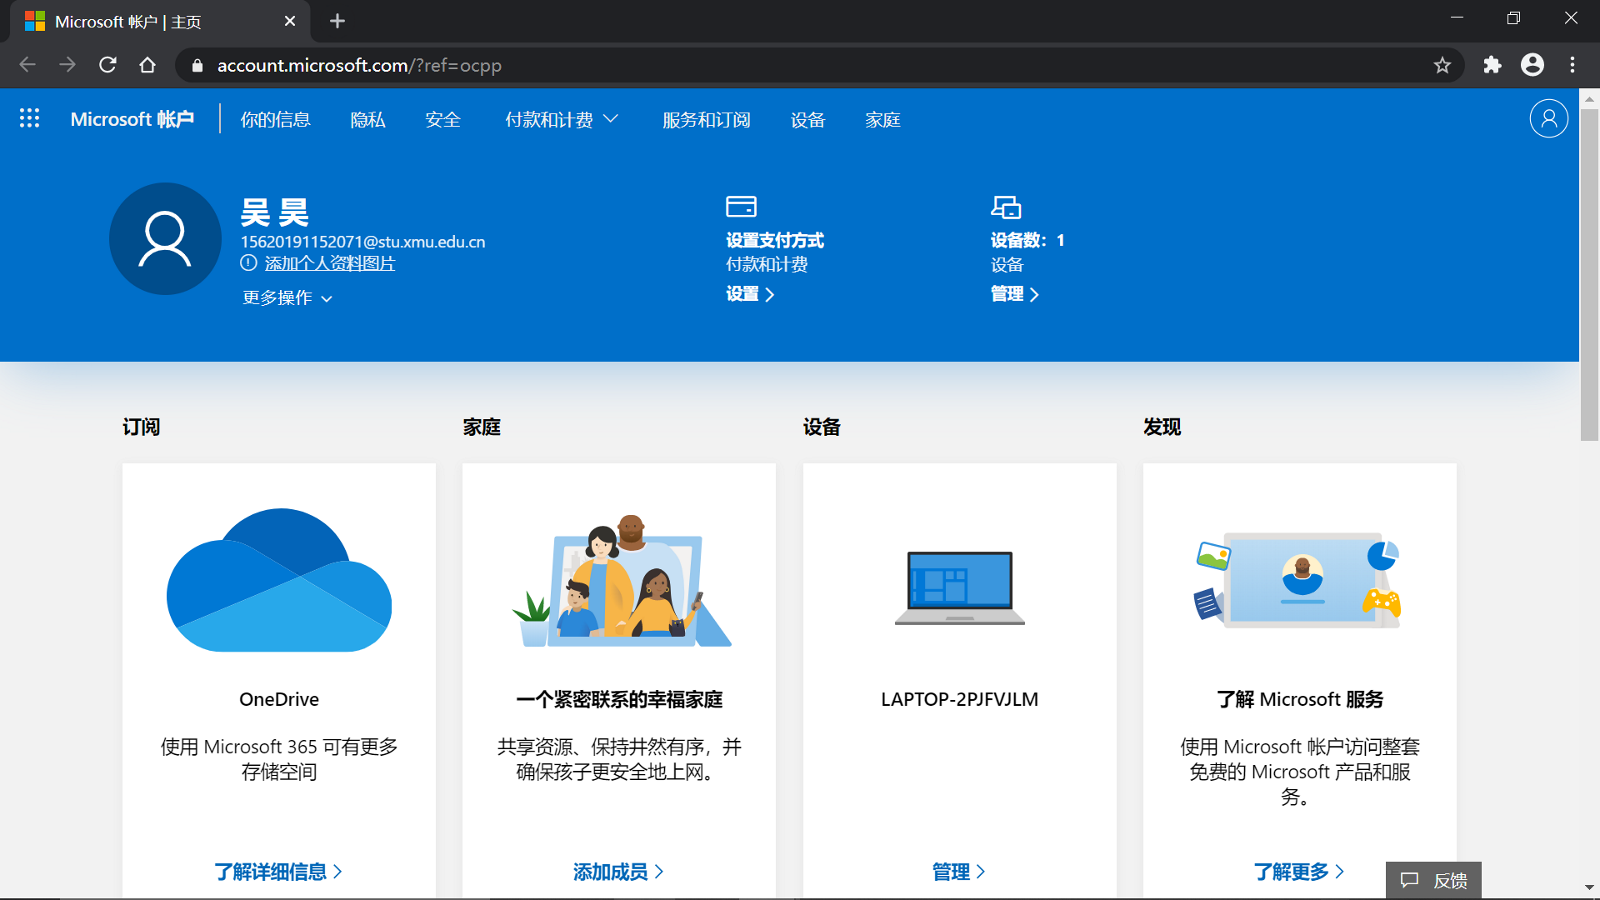 Microsoft 帐户 | 主页
account.microsoft.com/?ref=ocpp
Microsoft 帐户
你的信息
隐私
安全
付款和计费
服务和订阅
设备
家庭
吴 昊
15620191152071@stu.xmu.edu.cn
添加个人资料图片
更多操作
设置支付方式
付款和计费
设置
设备数：1
设备
管理
订阅
家庭
设备
发现
OneDrive
使用 Microsoft 365 可有更多
存储空间
了解详细信息
一个紧密联系的幸福家庭
共享资源、保持井然有序，并
确保孩子更安全地上网。
添加成员
LAPTOP-2PJFVJLM
管理
了解 Microsoft 服务
使用 Microsoft 帐户访问整套
免费的 Microsoft 产品和服
务。
了解更多
反馈